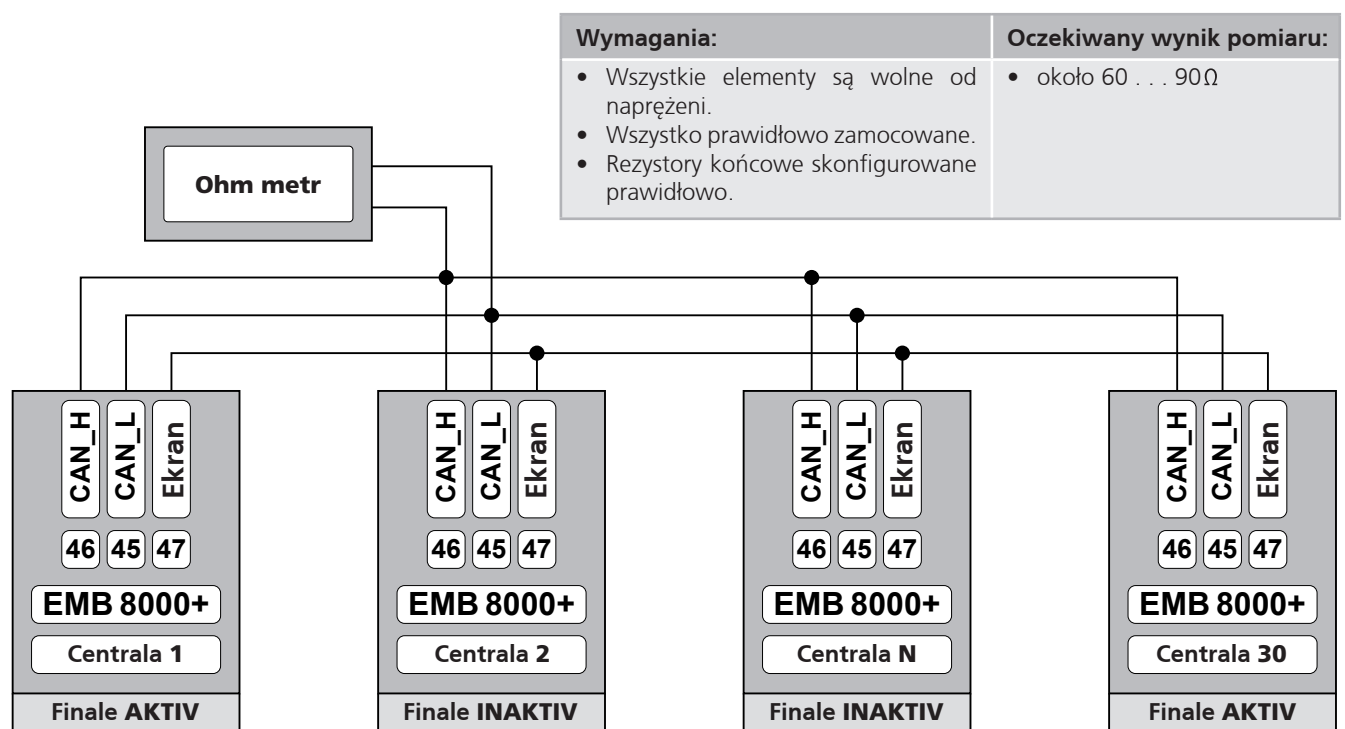 Wymagania:
Oczekiwany wynik pomiaru:
• Wszystkie elementy są wolne od
naprężeni.
• Wszystko prawidłowo zamocowane.
• Rezystory końcowe skonfigurowane
prawidłowo.
• około 60 . . . 90 Ω
Ohm metr
CAN_H CAN_L Ekran
46 45 47
EMB 8000+
Centrala 1
Finale AKTIV
CAN_H CAN_L Ekran
46 45 47
EMB 8000+
Centrala 2
Finale INAKTIV
CAN_H CAN_L Ekran
46 45 47
EMB 8000+
Centrala N
Finale INAKTIV
CAN_H CAN_L Ekran
46 45 47
EMB 8000+
Centrala 30
Finale AKTIV